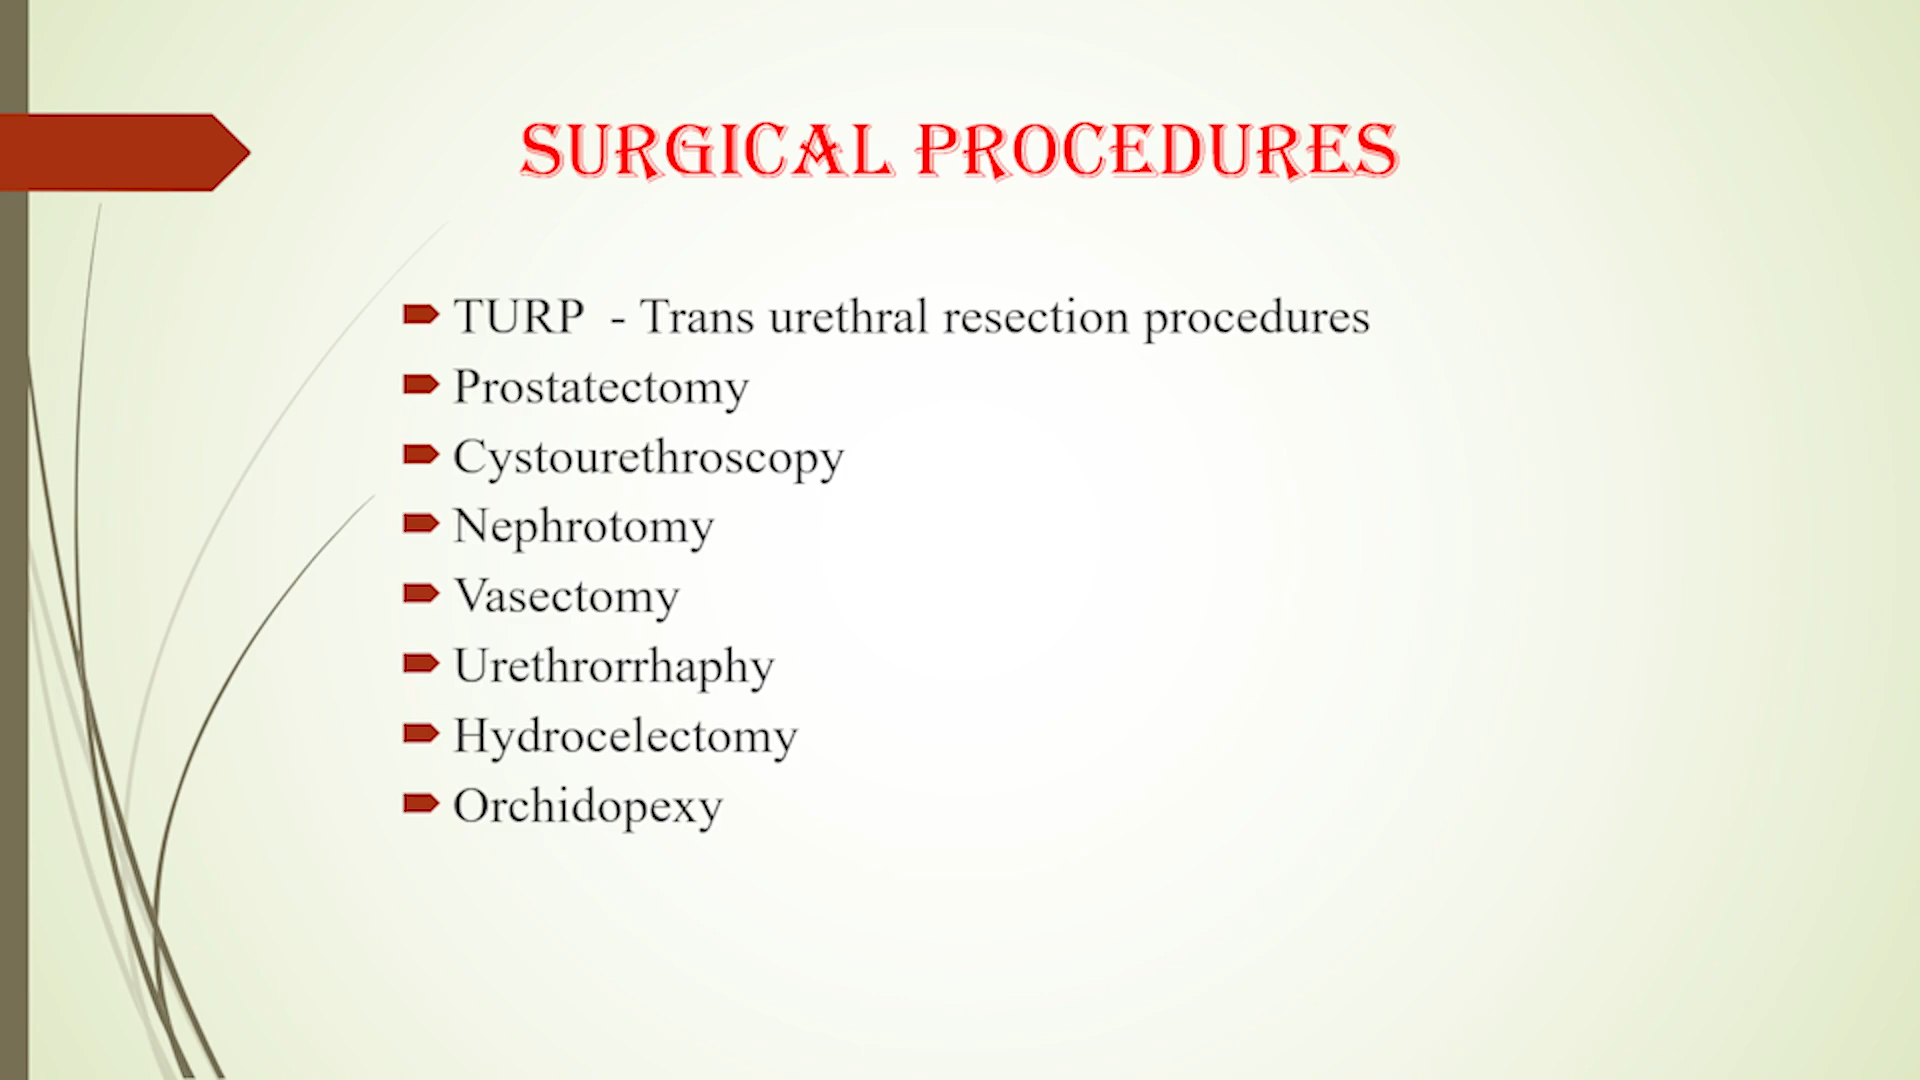 SURGICAL PROCEDURES
TURP - Trans urethral resection procedures
Prostatectomy
Cystourethroscopy
Nephrotomy
Vasectomy
Urethrorrhaphy
Hydrocelectomy
Orchidopexy